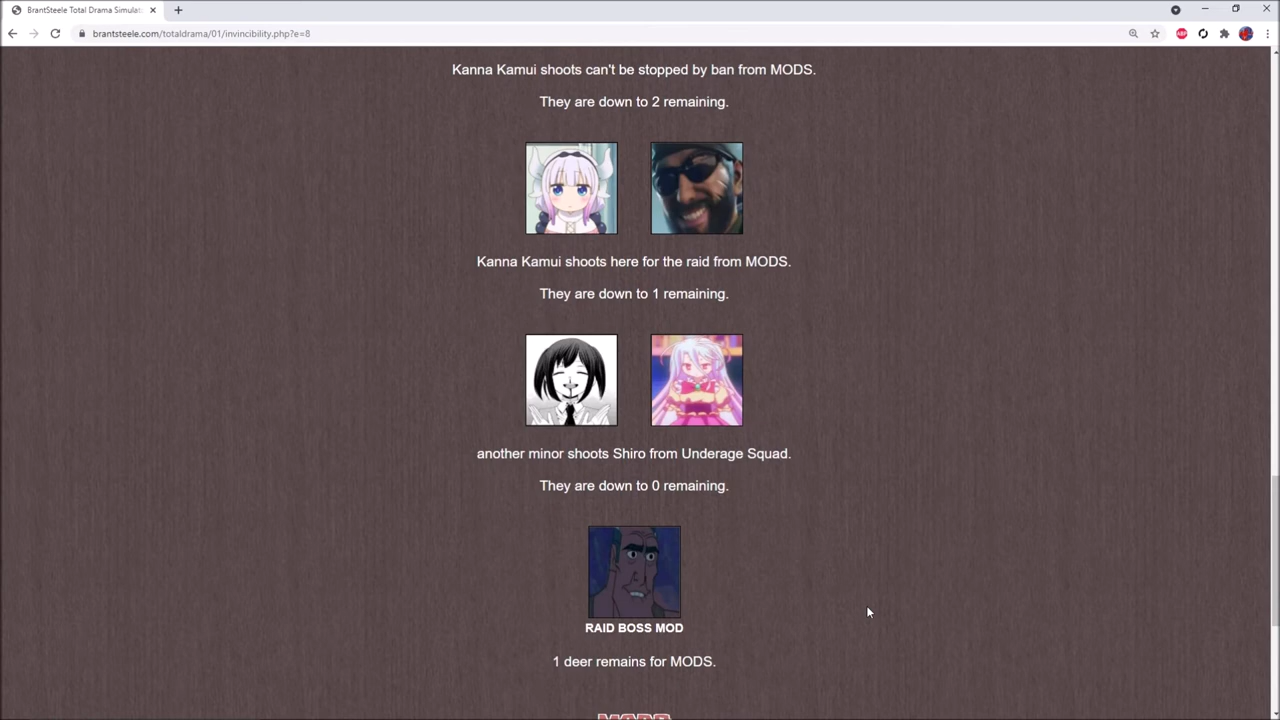 BrantSteele Total Drama Simulat
brantsteele.com/totaldrama/01/invincibility.php?e=8
ABP
Kanna Kamui shoots can't be stopped by ban from MODS.
They are down to 2 remaining.
Kanna Kamui shoots here for the raid from MODS.
They are down to 1 remaining.
another minor shoots Shiro from Underage Squad.
They are down to 0 remaining.
RAID BOSS MOD
1 deer remains for MODS.
MODS